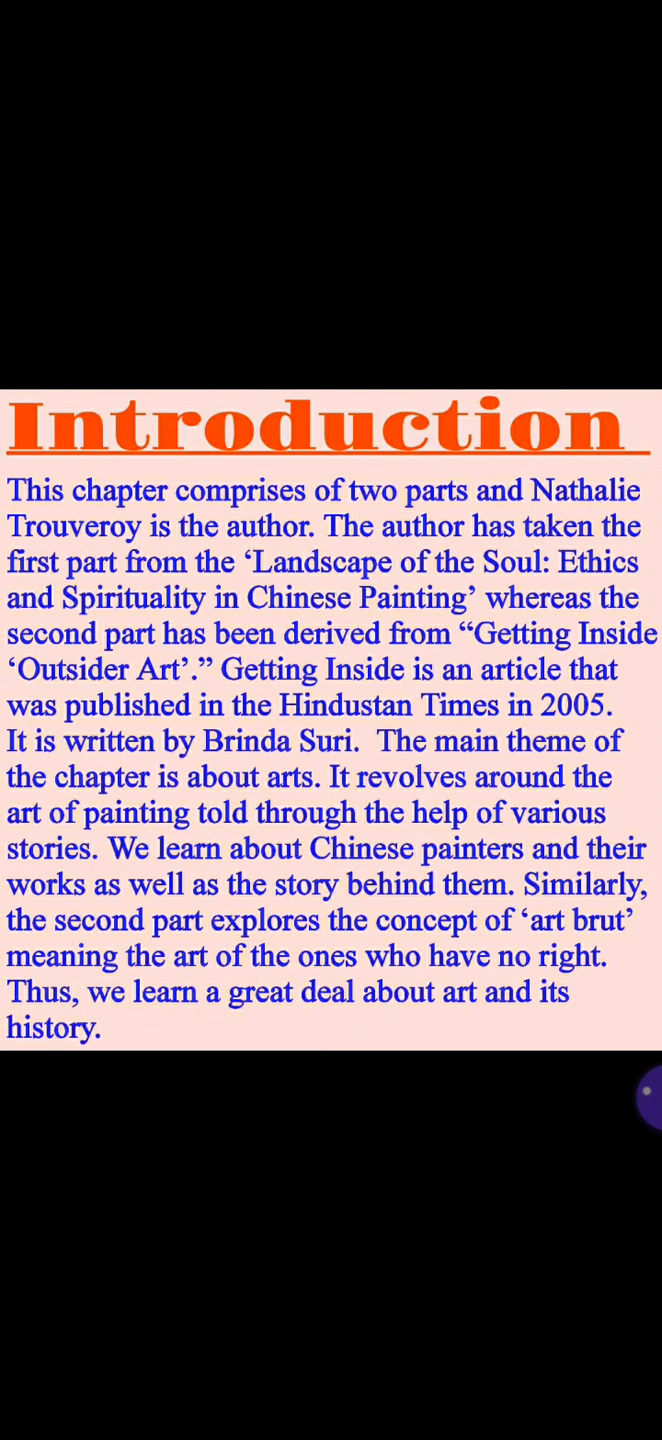 Introduction
This chapter comprises of two parts and Nathalie
Trouveroy is the author. The author has taken the
first part from the ‘Landscape of the Soul: Ethics
and Spirituality in Chinese Painting’ whereas the
second part has been derived from “Getting Inside
‘Outsider Art’.” Getting Inside is an article that
was published in the Hindustan Times in 2005.
It is written by Brinda Suri.  The main theme of
the chapter is about arts. It revolves around the
art of painting told through the help of various
stories. We learn about Chinese painters and their
works as well as the story behind them. Similarly,
the second part explores the concept of ‘art brut’
meaning the art of the ones who have no right.
Thus, we learn a great deal about art and its
history.